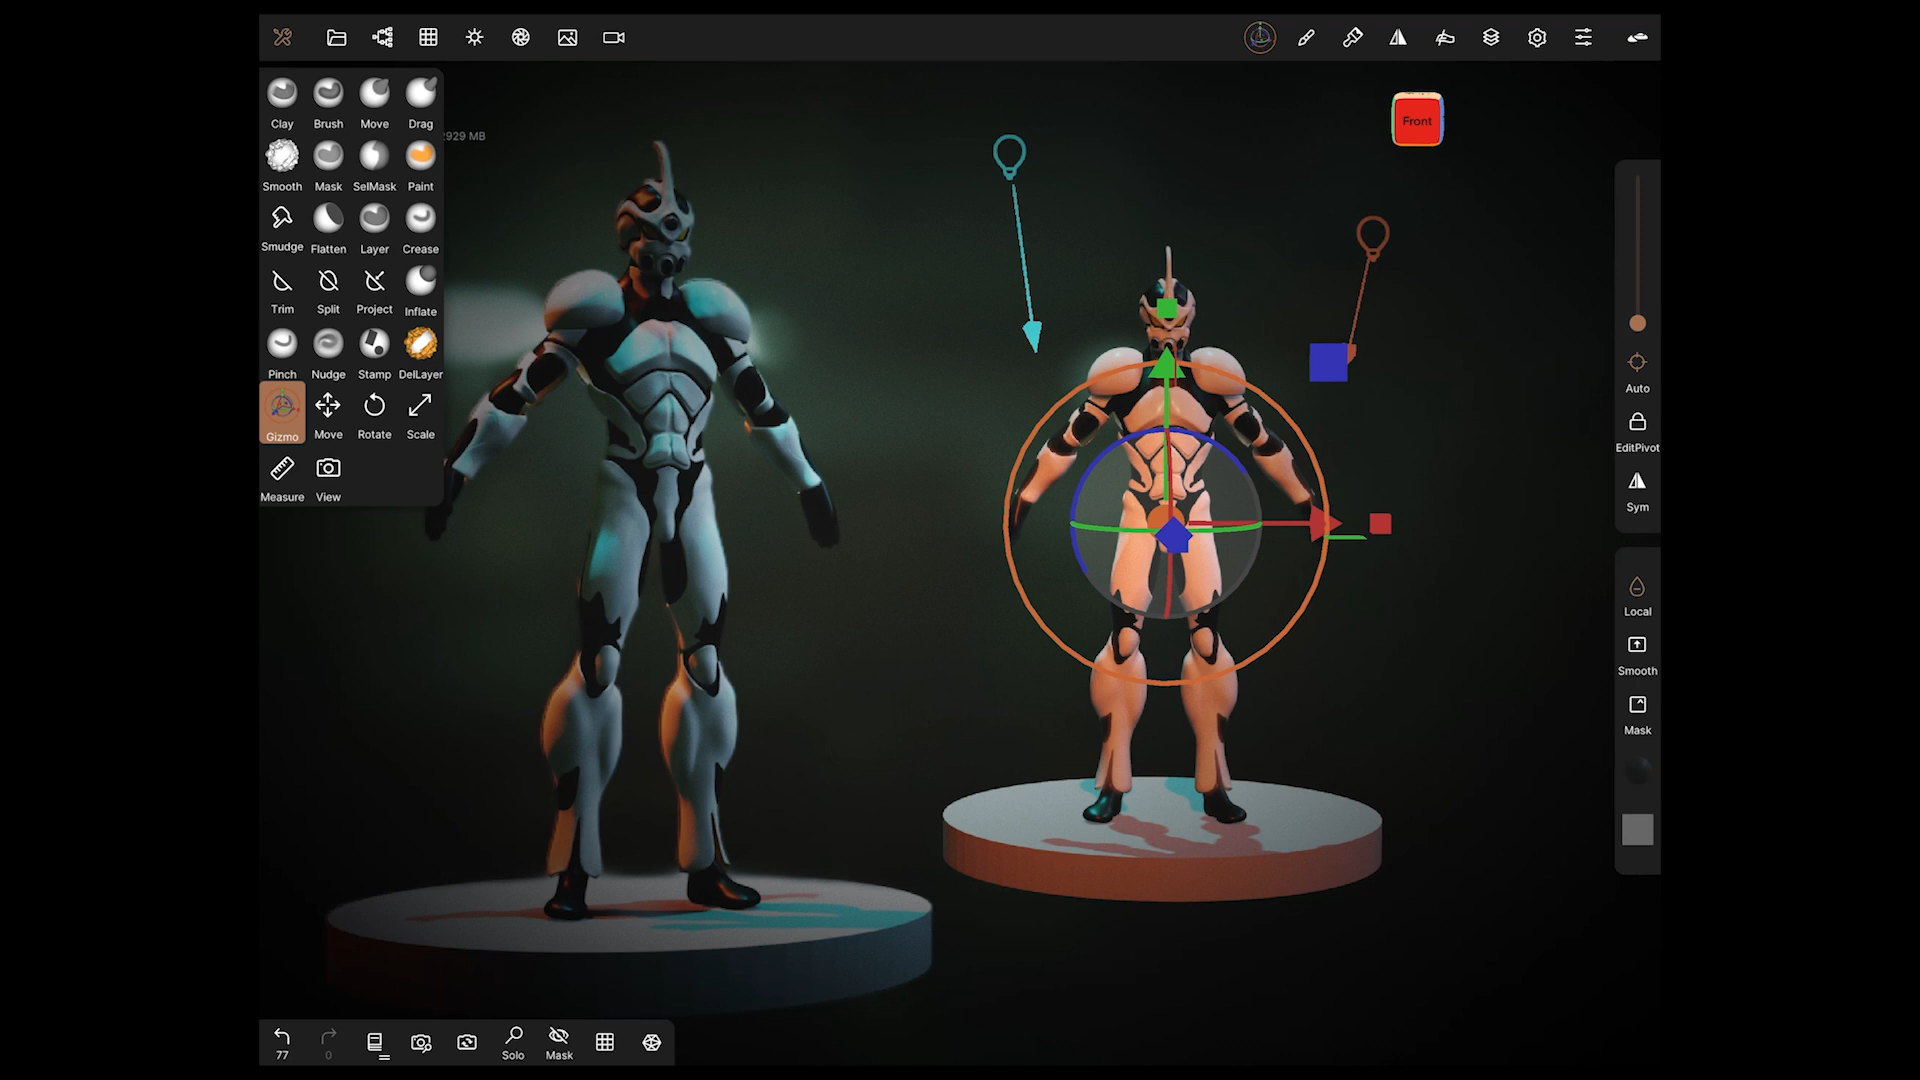 Clay Brush Move Drag
2929 MB
Front
Smooth Mask SelMask Paint
Smudge Flatten Layer Crease
Trim Split Project Inflate
Pinch Nudge Stamp DelLayer
Gizmo Move Rotate Scale
Measure View
Auto
EditPivot
Sym
Local
Smooth
Mask
77 0 Solo Mask